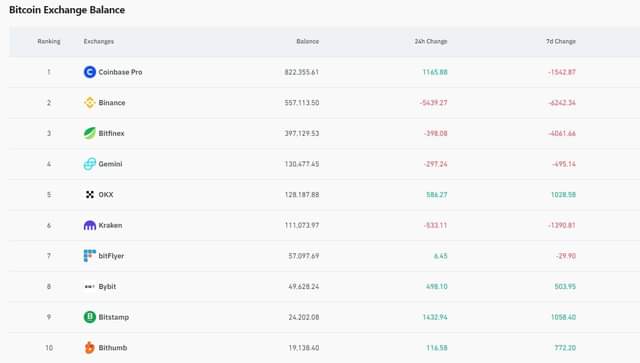 Bitcoin Exchange Balance
Ranking Exchanges Balance 24h Change 7d Change
1 Coinbase Pro 822,355.61 1165.88 -1542.87
2 Binance 557,113.50 -5439.27 -6242.34
3 Bitfinex 397,129.53 -398.08 -4061.66
4 Gemini 130,477.45 -297.24 -495.14
5 OKX 128,187.88 586.27 1028.58
6 Kraken 111,073.97 -533.11 -1390.81
7 bitFlyer 57,097.69 6.45 -29.90
8 Bybit 49,628.24 498.10 503.95
9 Bitstamp 24,202.08 1432.94 1058.40
10 Bithumb 19,138.40 116.58 772.20